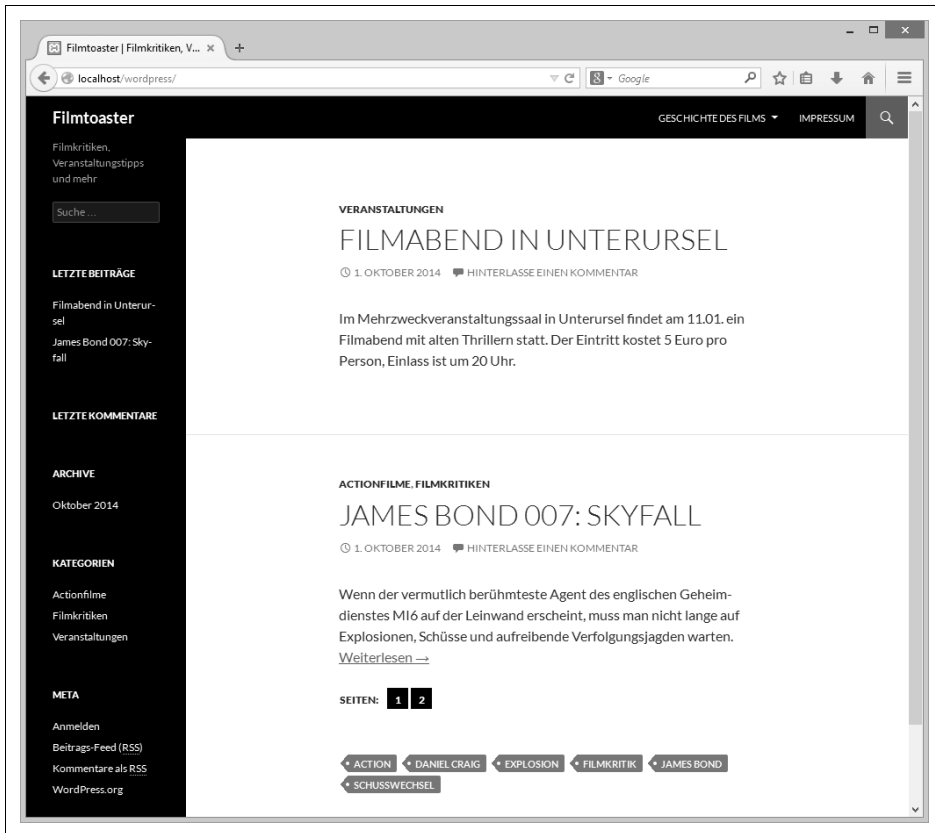 Filmtoaster | Filmkritiken, V...
localhost/wordpress/
Google
Filmtoaster
GESCHICHTE DES FILMS
IMPRESSUM
Filmkritiken,
Veranstaltungstipps
und mehr
Suche ...
LETZTE BEITRÄGE
Filmabend in Unterur-
sel
James Bond 007: Sky-
fall
LETZTE KOMMENTARE
ARCHIVE
Oktober 2014
KATEGORIEN
Actionfilme
Filmkritiken
Veranstaltungen
META
Anmelden
Beitrags-Feed (RSS)
Kommentare als RSS
WordPress.org
VERANSTALTUNGEN
FILMABEND IN UNTERURSEL
1. OKTOBER 2014 HINTERLASSE EINEN KOMMENTAR
Im Mehrzweckveranstaltungssaal in Unterursel findet am 11.01. ein
Filmabend mit alten Thrillern statt. Der Eintritt kostet 5 Euro pro
Person, Einlass ist um 20 Uhr.
ACTIONFILME, FILMKRITIKEN
JAMES BOND 007: SKYFALL
1. OKTOBER 2014 HINTERLASSE EINEN KOMMENTAR
Wenn der vermutlich berühmteste Agent des englischen Geheim-
dienstes MI6 auf der Leinwand erscheint, muss man nicht lange auf
Explosionen, Schüsse und aufreibende Verfolgungsjagden warten.
Weiterlesen →
SEITEN: 1 2
ACTION DANIEL CRAIG EXPLOSION FILMKRITIK JAMES BOND
SCHUSSWECHSEL